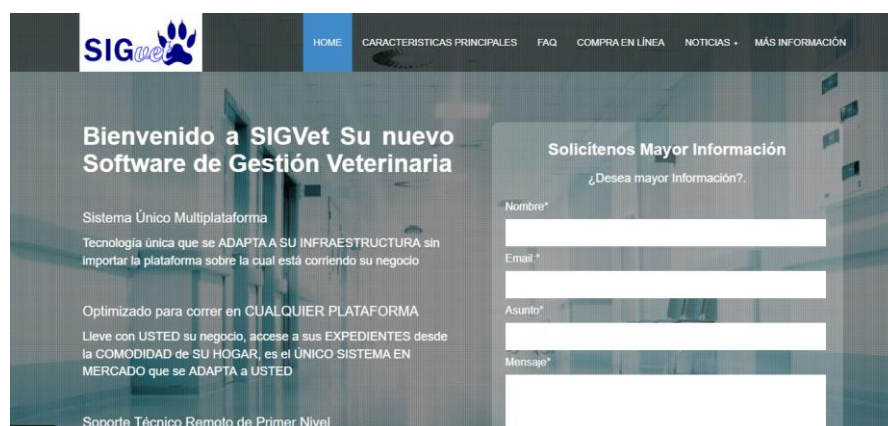 SIGvet
HOME
CARACTERISTICAS PRINCIPALES
FAQ
COMPRA EN LÍNEA
NOTICIAS
MÁS INFORMACIÓN
Bienvenido a SIGVet Su nuevo
Software de Gestión Veterinaria
Sistema Único Multiplataforma
Tecnología única que se ADAPTA A SU INFRAESTRUCTURA sin
importar la plataforma sobre la cual está corriendo su negocio
Optimizado para correr en CUALQUIER PLATAFORMA
Lleve con USTED su negocio, accese a sus EXPEDIENTES desde
la COMODIDAD de SU HOGAR, es el ÚNICO SISTEMA EN
MERCADO que se ADAPTA a USTED
Soporte Técnico Remoto de Primer Nivel
Solicítenos Mayor Información
¿Desea mayor Información?.
Nombre*
Email:*
Asunto*
Mensaje*